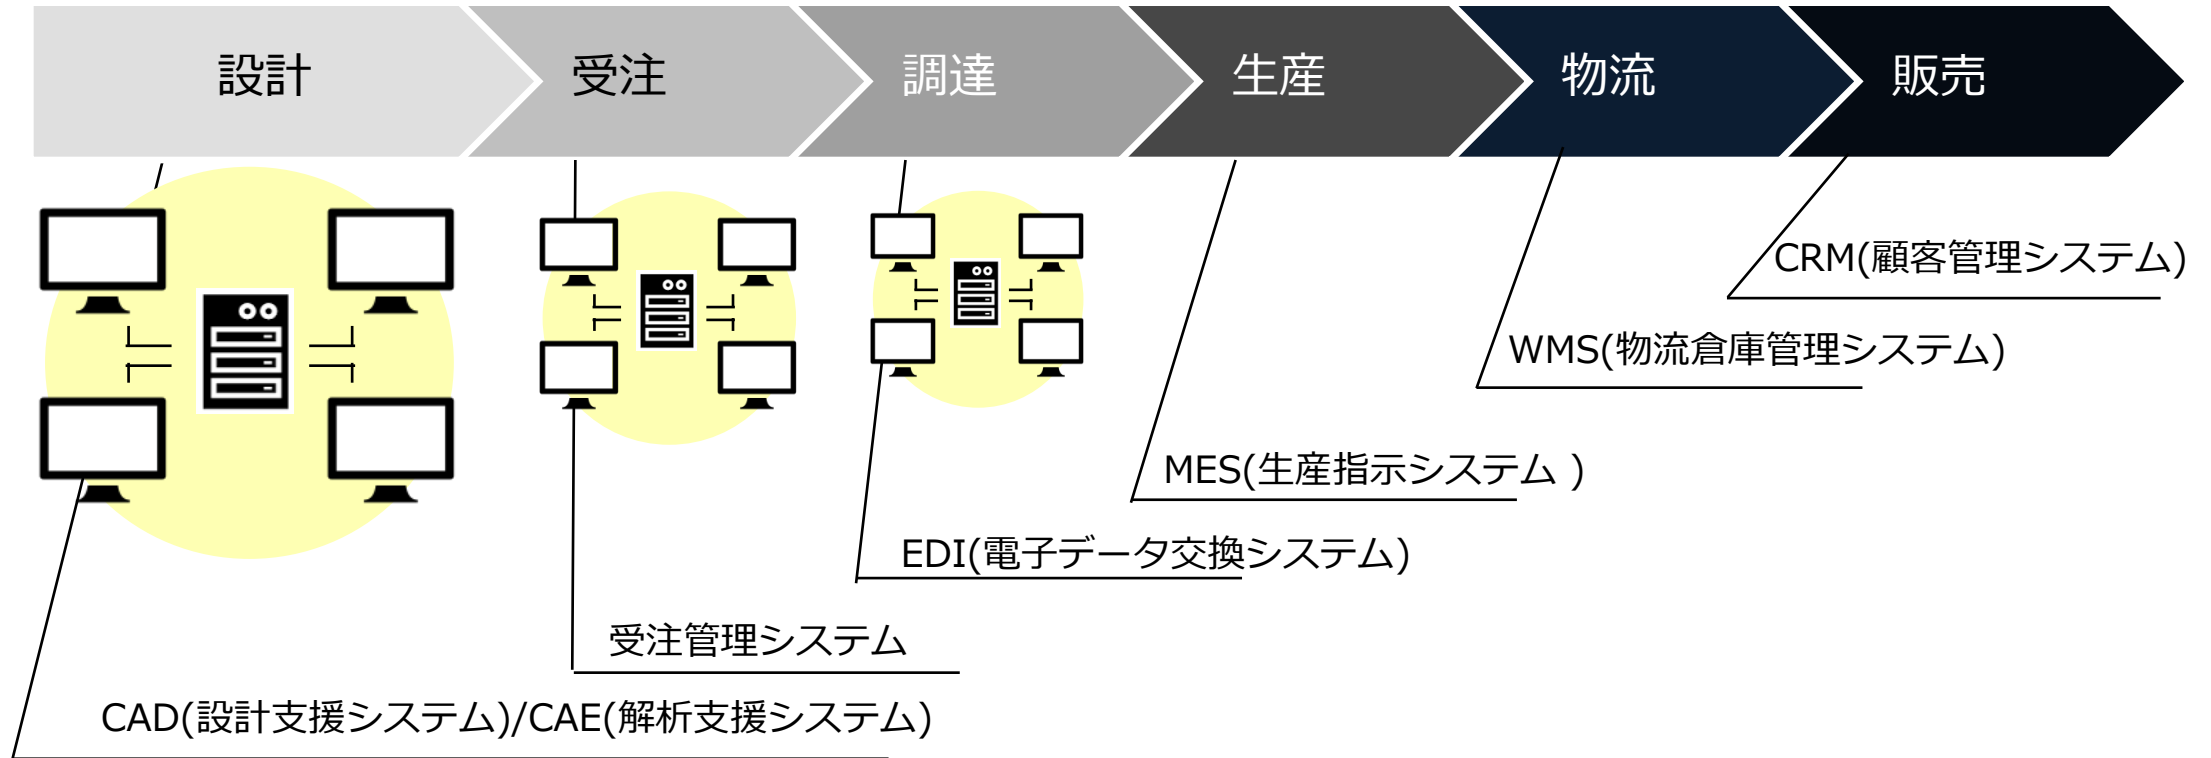 設計
受注
調達
生産
物流
販売
CRM(顧客管理システム)
WMS(物流倉庫管理システム)
MES(生産指示システム )
EDI(電子データ交換システム)
受注管理システム
CAD(設計支援システム)/CAE(解析支援システム)